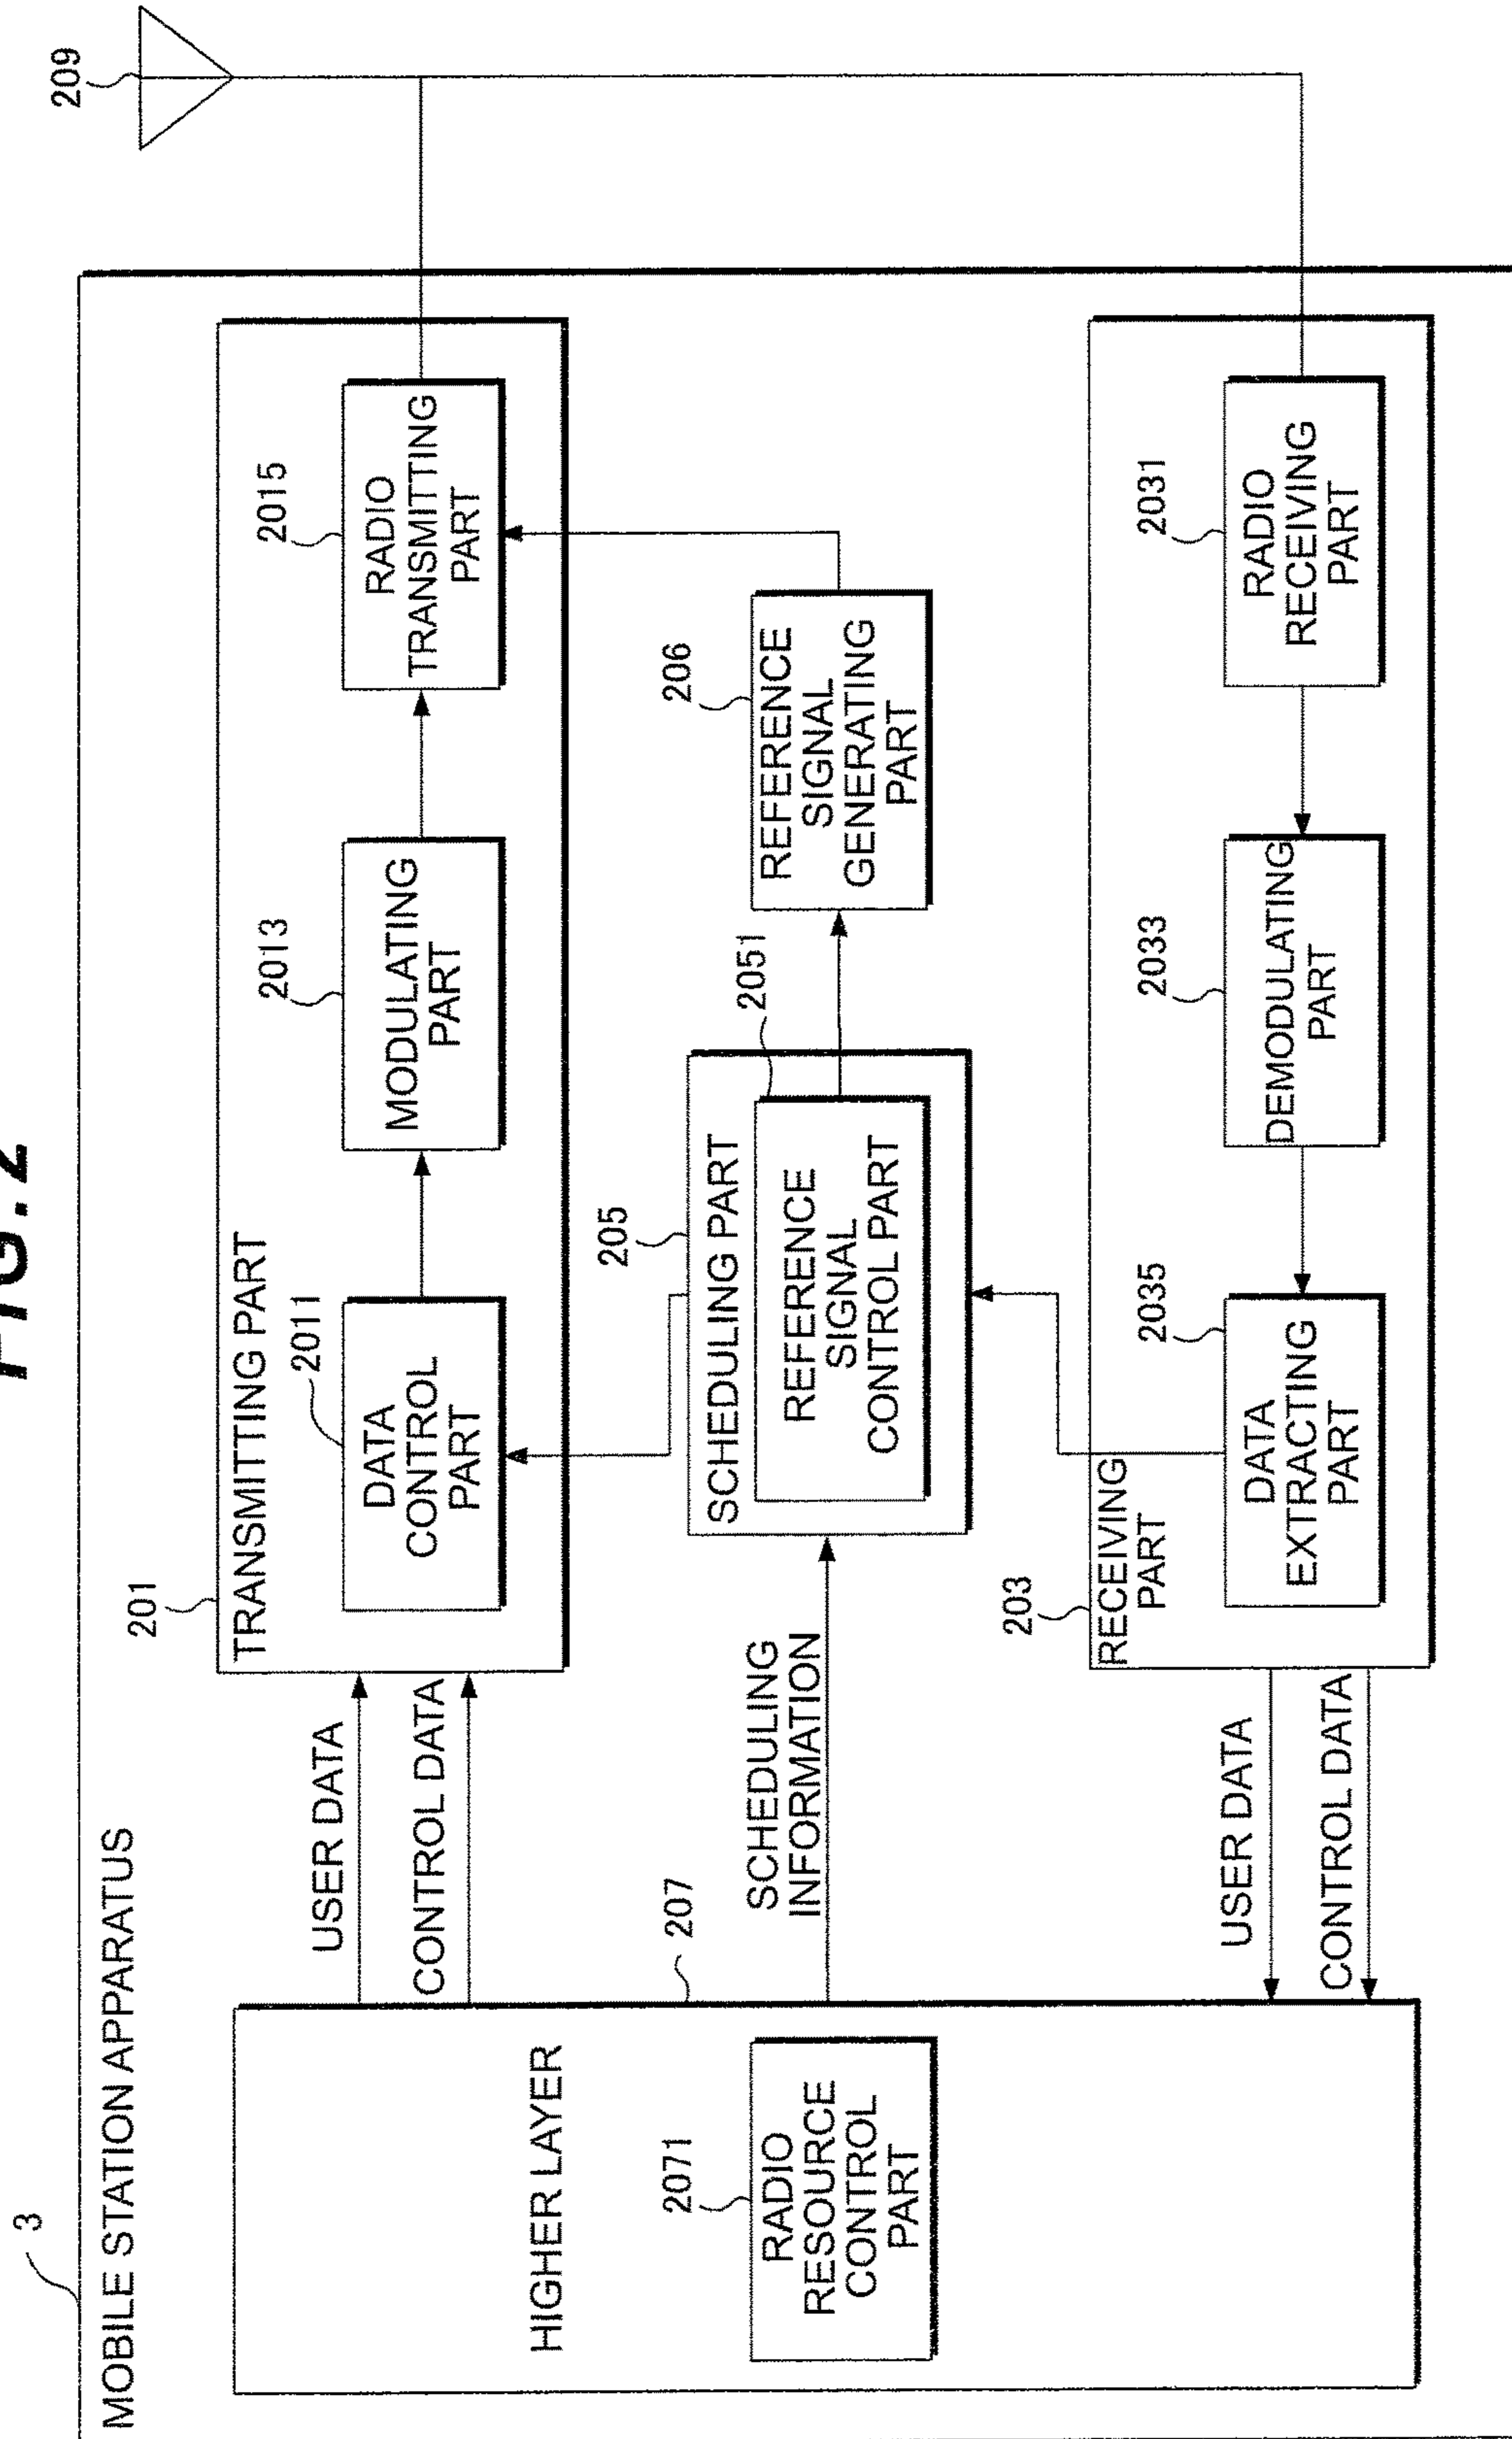 FIG. 2
3
MOBILE STATION APPARATUS
209
201
TRANSMITTING PART
USER DATA
CONTROL DATA
2011
DATA
CONTROL
PART
2013
MODULATING
PART
2015
RADIO
TRANSMITTING
PART
207
HIGHER LAYER
2071
RADIO
RESOURCE
CONTROL
PART
SCHEDULING
INFORMATION
205
SCHEDULING PART
2051
REFERENCE
SIGNAL
CONTROL PART
206
REFERENCE
SIGNAL
GENERATING
PART
203
RECEIVING
PART
USER DATA
CONTROL DATA
2035
DATA
EXTRACTING
PART
2033
DEMODULATING
PART
2031
RADIO
RECEIVING
PART